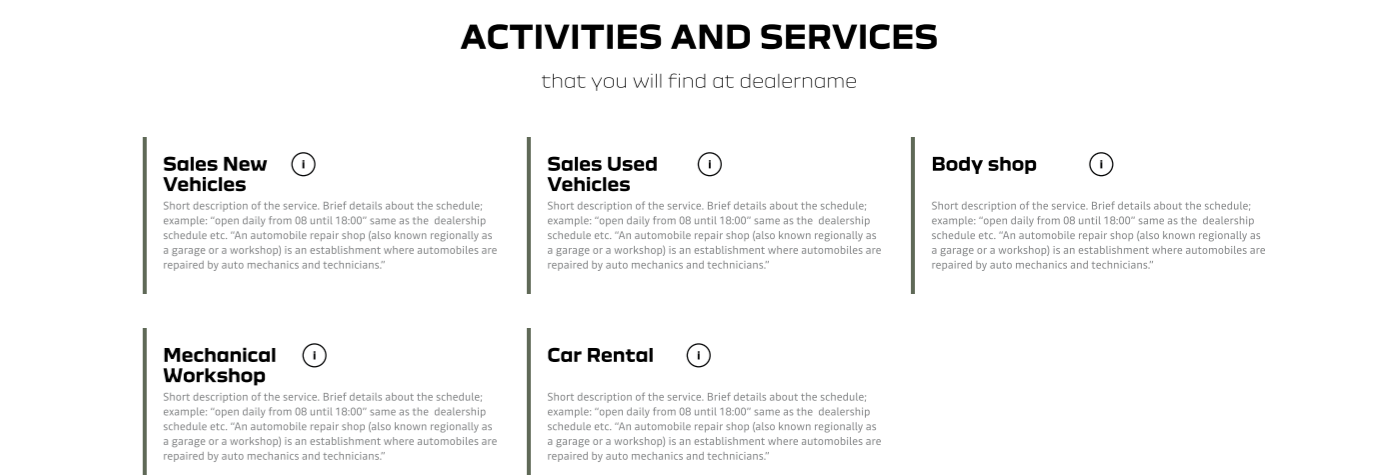 ACTIVITIES AND SERVICES
that you will find at dealername
Sales New
Vehicles
i
Short description of the service. Brief details about the schedule;
example: “open daily from 08 until 18:00” same as the  dealership
schedule etc. “An automobile repair shop (also known regionally as
a garage or a workshop) is an establishment where automobiles are
repaired by auto mechanics and technicians.”
Sales Used
Vehicles
i
Short description of the service. Brief details about the schedule;
example: “open daily from 08 until 18:00” same as the  dealership
schedule etc. “An automobile repair shop (also known regionally as
a garage or a workshop) is an establishment where automobiles are
repaired by auto mechanics and technicians.”
Body shop
i
Short description of the service. Brief details about the schedule;
example: “open daily from 08 until 18:00” same as the  dealership
schedule etc. “An automobile repair shop (also known regionally as
a garage or a workshop) is an establishment where automobiles are
repaired by auto mechanics and technicians.”
Mechanical
Workshop
i
Short description of the service. Brief details about the schedule;
example: “open daily from 08 until 18:00” same as the  dealership
schedule etc. “An automobile repair shop (also known regionally as
a garage or a workshop) is an establishment where automobiles are
repaired by auto mechanics and technicians.”
Car Rental
i
Short description of the service. Brief details about the schedule;
example: “open daily from 08 until 18:00” same as the  dealership
schedule etc. “An automobile repair shop (also known regionally as
a garage or a workshop) is an establishment where automobiles are
repaired by auto mechanics and technicians.”